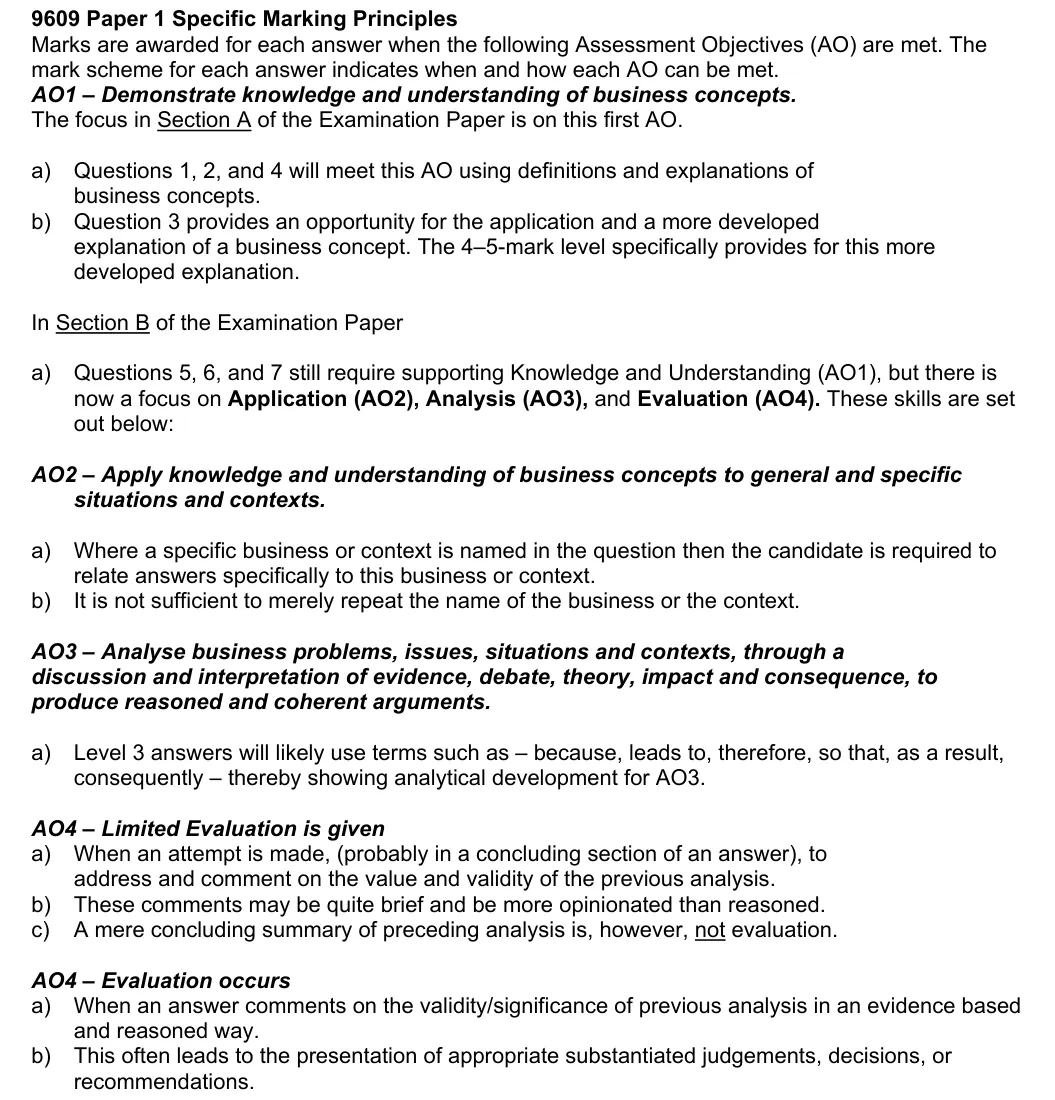 9609 Paper 1 Specific Marking Principles
Marks are awarded for each answer when the following Assessment Objectives (AO) are met. The
mark scheme for each answer indicates when and how each AO can be met.
AO1 – Demonstrate knowledge and understanding of business concepts.
The focus in Section A of the Examination Paper is on this first AO.
a) Questions 1, 2, and 4 will meet this AO using definitions and explanations of
business concepts.
b) Question 3 provides an opportunity for the application and a more developed
explanation of a business concept. The 4–5-mark level specifically provides for this more
developed explanation.
In Section B of the Examination Paper
a) Questions 5, 6, and 7 still require supporting Knowledge and Understanding (AO1), but there is
now a focus on Application (AO2), Analysis (AO3), and Evaluation (AO4). These skills are set
out below:
AO2 – Apply knowledge and understanding of business concepts to general and specific
situations and contexts.
a) Where a specific business or context is named in the question then the candidate is required to
relate answers specifically to this business or context.
b) It is not sufficient to merely repeat the name of the business or the context.
AO3 – Analyse business problems, issues, situations and contexts, through a
discussion and interpretation of evidence, debate, theory, impact and consequence, to
produce reasoned and coherent arguments.
a) Level 3 answers will likely use terms such as – because, leads to, therefore, so that, as a result,
consequently – thereby showing analytical development for AO3.
AO4 – Limited Evaluation is given
a) When an attempt is made, (probably in a concluding section of an answer), to
address and comment on the value and validity of the previous analysis.
b) These comments may be quite brief and be more opinionated than reasoned.
c) A mere concluding summary of preceding analysis is, however, not evaluation.
AO4 – Evaluation occurs
a) When an answer comments on the validity/significance of previous analysis in an evidence based
and reasoned way.
b) This often leads to the presentation of appropriate substantiated judgements, decisions, or
recommendations.